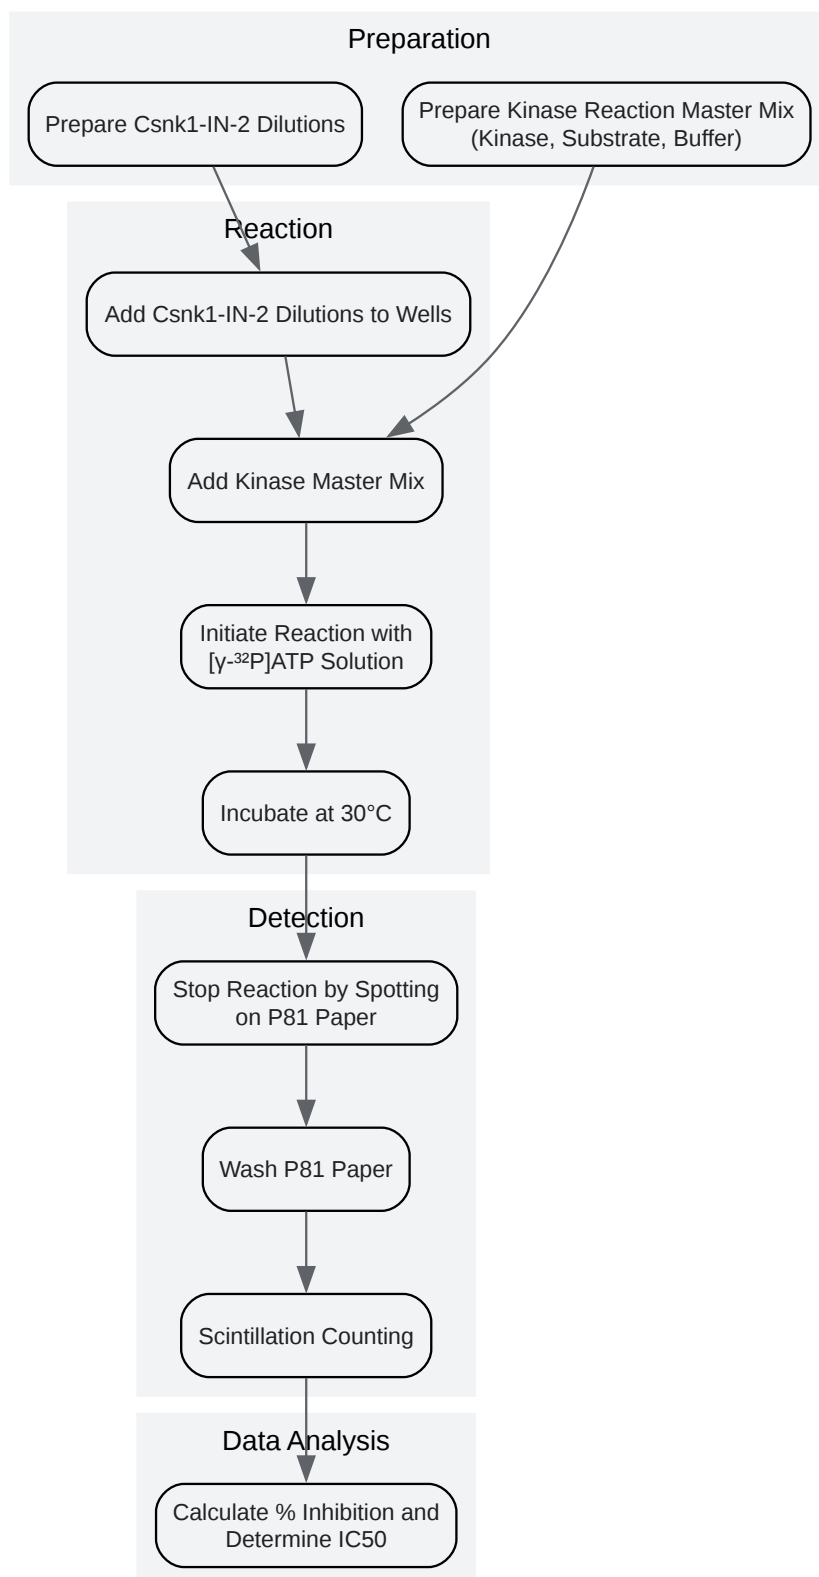 Preparation
Prepare Csnk1-IN-2 Dilutions
Prepare Kinase Reaction Master Mix
(Kinase, Substrate, Buffer)
Reaction
Add Csnk1-IN-2 Dilutions to Wells
Add Kinase Master Mix
Initiate Reaction with
[γ-³²P]ATP Solution
Incubate at 30°C
Detection
Stop Reaction by Spotting
on P81 Paper
Wash P81 Paper
Scintillation Counting
Data Analysis
Calculate % Inhibition and
Determine IC50